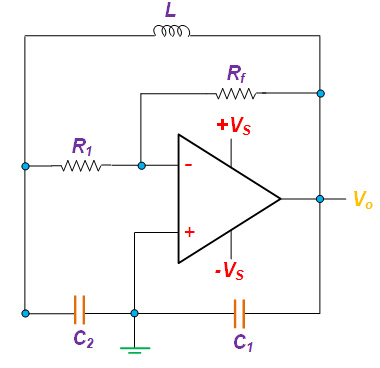 L
Rf
+VS
R1
-
Vo
+
-VS
C2
C1